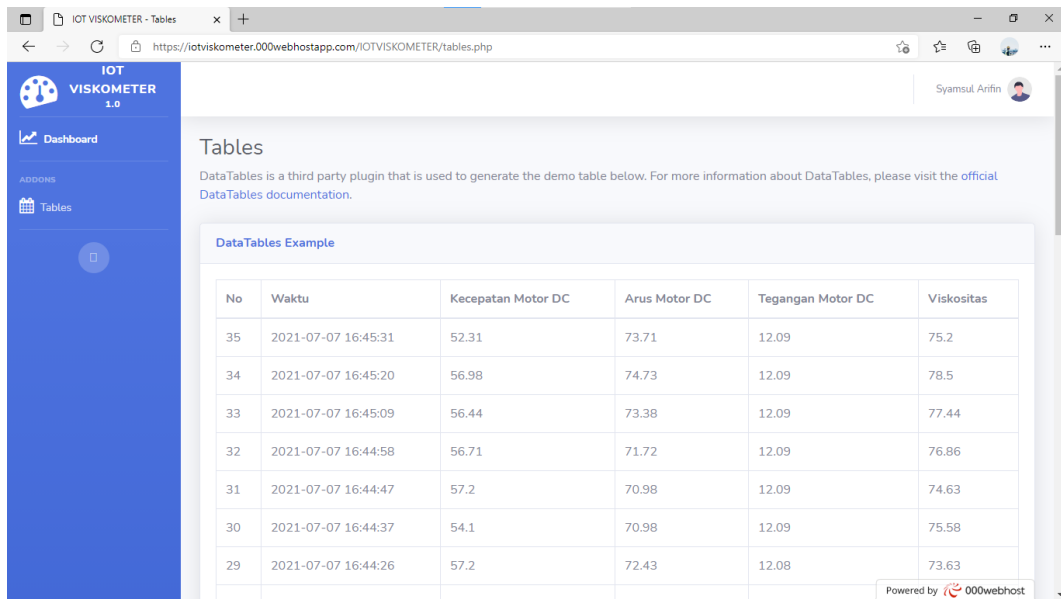 IOT VISKOMETER - Tables
https://iotviskometer.000webhostapp.com/IOTVISKOMETER/tables.php
IOT
VISKOMETER
1.0
Syamsul Arifin
Dashboard
ADDONS
Tables
Tables
DataTables is a third party plugin that is used to generate the demo table below. For more information about DataTables, please visit the official
DataTables documentation.
DataTables Example
No Waktu Kecepatan Motor DC Arus Motor DC Tegangan Motor DC Viskositas
35 2021-07-07 16:45:31 52.31 73.71 12.09 75.2
34 2021-07-07 16:45:20 56.98 74.73 12.09 78.5
33 2021-07-07 16:45:09 56.44 73.38 12.09 77.44
32 2021-07-07 16:44:58 56.71 71.72 12.09 76.86
31 2021-07-07 16:44:47 57.2 70.98 12.09 74.63
30 2021-07-07 16:44:37 54.1 70.98 12.09 75.58
29 2021-07-07 16:44:26 57.2 72.43 12.08 73.63
Powered by 000webhost